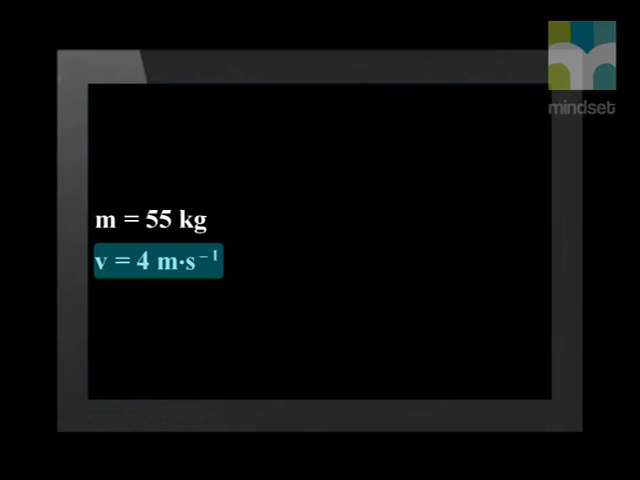 mindset
m = 55 kg
v = 4 m·s⁻¹